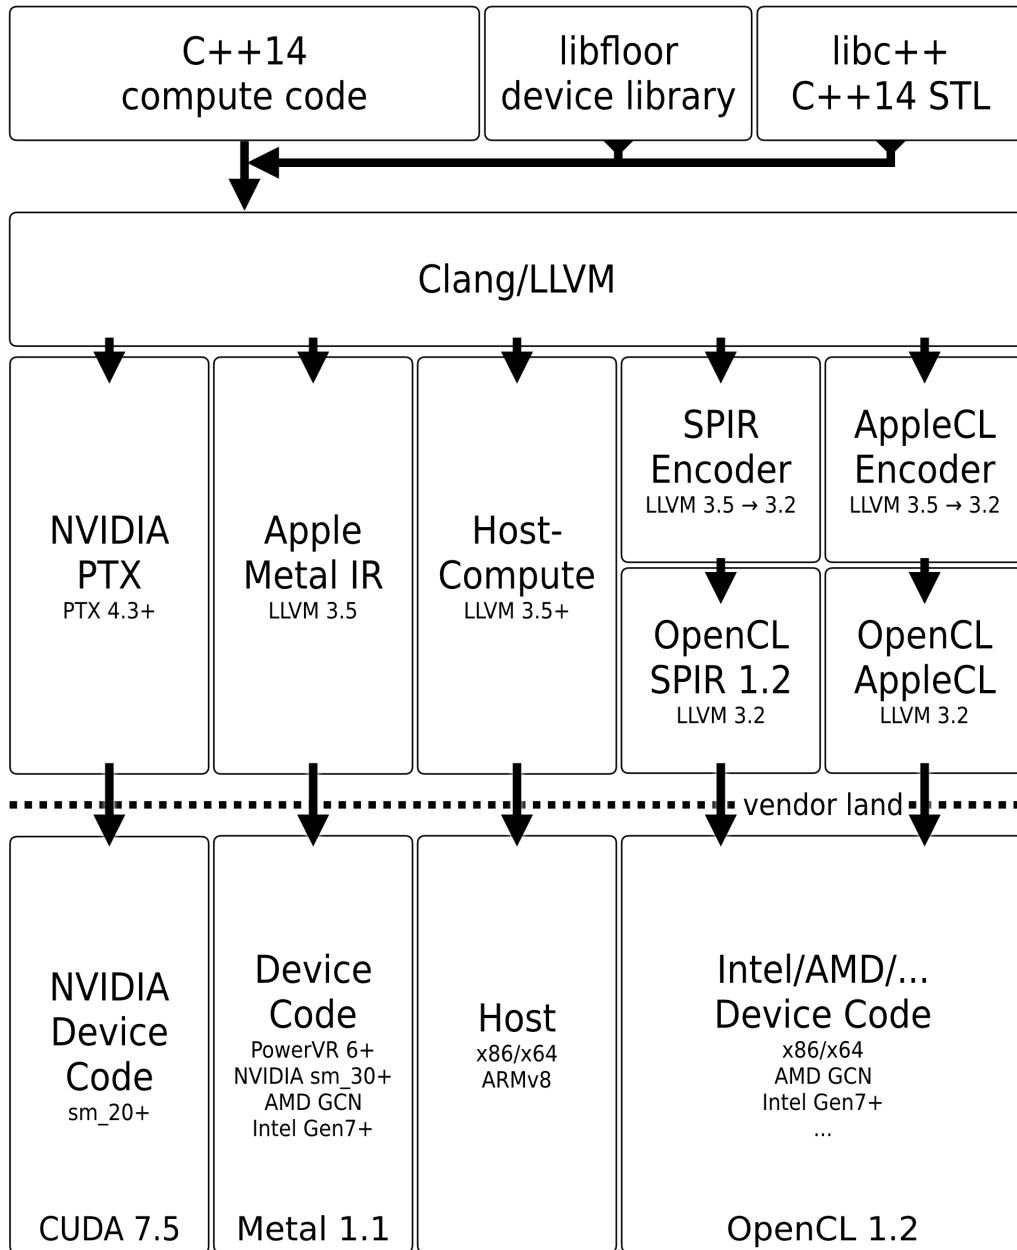 C++14
compute code
libfloor
device library
libc++
C++14 STL
Clang/LLVM
NVIDIA
PTX
PTX 4.3+
Apple
Metal IR
LLVM 3.5
Host-
Compute
LLVM 3.5+
SPIR
Encoder
LLVM 3.5 → 3.2
AppleCL
Encoder
LLVM 3.5 → 3.2
OpenCL
SPIR 1.2
LLVM 3.2
OpenCL
AppleCL
LLVM 3.2
vendor land
NVIDIA
Device
Code
sm_20+
CUDA 7.5
Device
Code
PowerVR 6+
NVIDIA sm_30+
AMD GCN
Intel Gen7+
Metal 1.1
Host
x86/x64
ARMv8
Intel/AMD/...
Device Code
x86/x64
AMD GCN
Intel Gen7+
...
OpenCL 1.2